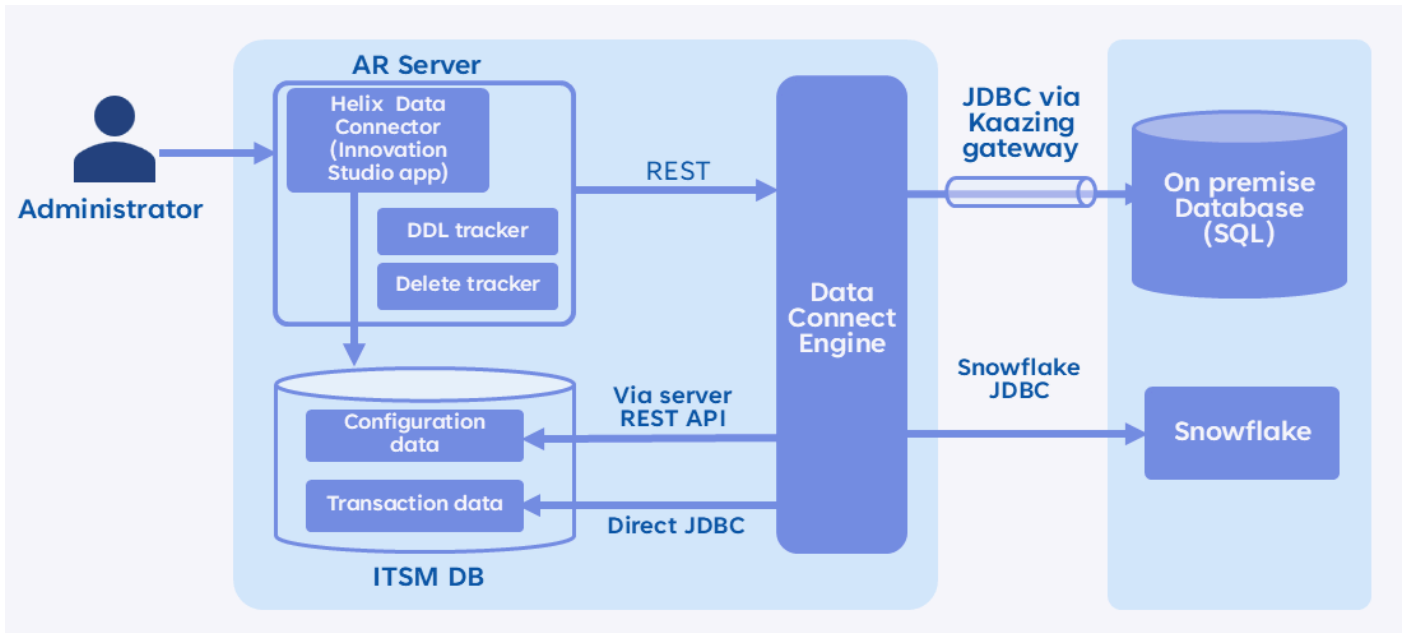 AR Server
Helix Data
Connector
(Innovation
Studio app)
Administrator
DDL tracker
Delete tracker
REST
Data
Connect
Engine
JDBC via
Kaazing
gateway
On premise
Database
(SQL)
Via server
REST API
Configuration
data
Transaction data
Direct JDBC
ITSM DB
Snowflake
JDBC
Snowflake